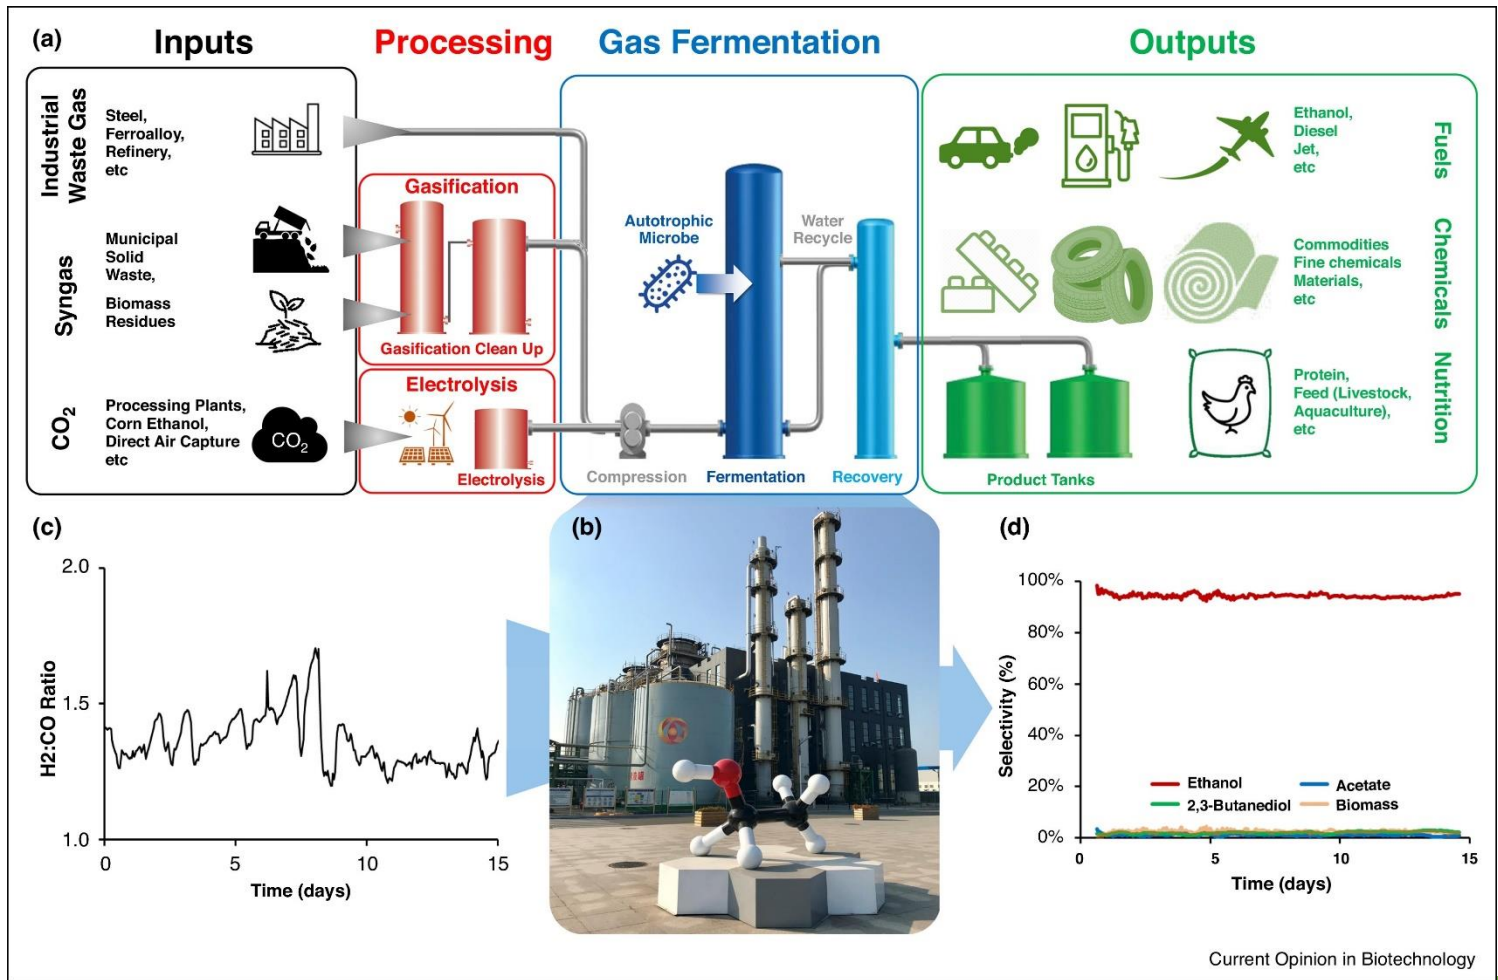 (a)
Inputs
Processing
Gas Fermentation
Outputs
Industrial
Waste Gas
Steel,
Ferroalloy,
Refinery,
etc
Syngas
Municipal
Solid
Waste,
Biomass
Residues
CO2
Processing Plants,
Corn Ethanol,
Direct Air Capture
etc
CO2
Gasification
Gasification Clean Up
Electrolysis
Electrolysis
Autotrophic
Microbe
Water
Recycle
Compression
Fermentation
Recovery
Ethanol,
Diesel
Jet,
etc
Fuels
Commodities
Fine chemicals
Materials,
etc
Chemicals
Protein,
Feed (Livestock,
Aquaculture),
etc
Nutrition
Product Tanks
(c)
2.0
1.5
1.0
H2:CO Ratio
0
5
10
15
Time (days)
(b)
(d)
100%
80%
60%
40%
20%
0%
Selectivity (%)
Ethanol
Acetate
2,3-Butanediol
Biomass
0
5
10
15
Time (days)
Current Opinion in Biotechnology